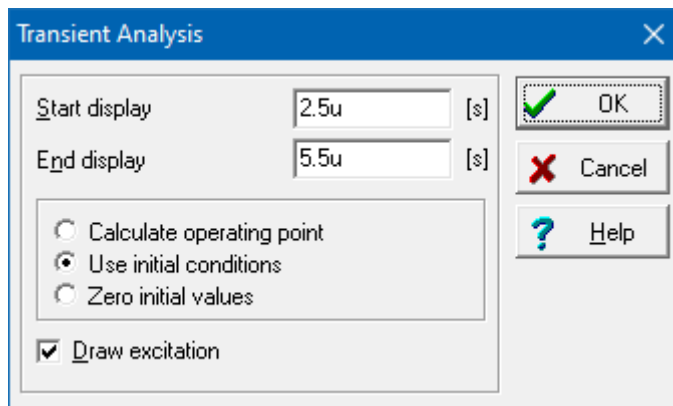 Transient Analysis
Start display 2.5u [s]
End display 5.5u [s]
Calculate operating point
Use initial conditions
Zero initial values
Draw excitation
OK
Cancel
Help